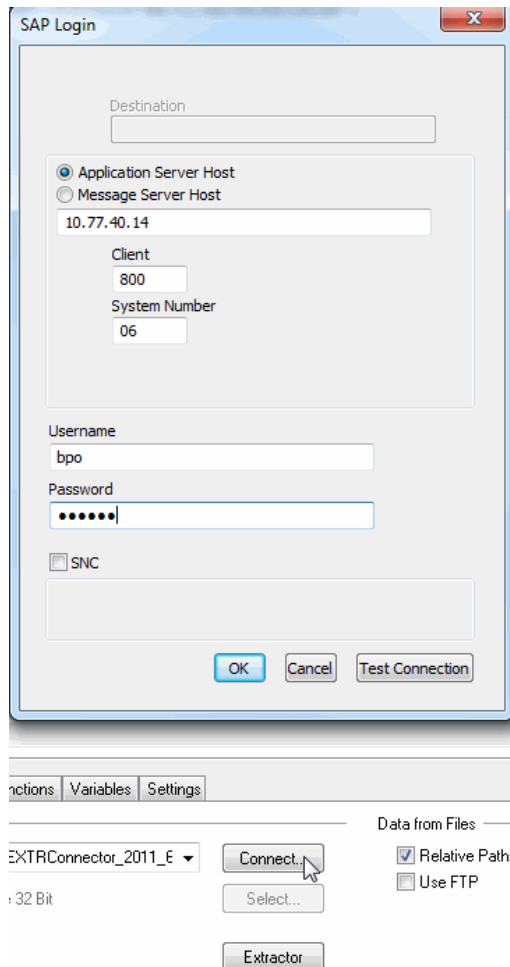 SAP Login
Destination
Application Server Host
Message Server Host
10.77.40.14
Client
800
System Number
06
Username
bpo
Password
••••••
SNC
OK Cancel Test Connection
nctions Variables Settings
Data from Files
EXTRConnector_2011_E Connect... Relative Path
32 Bit Select... Use FTP
Extractor